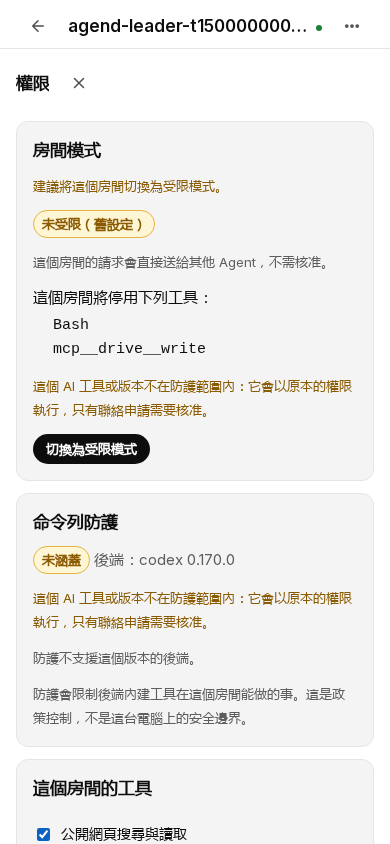 agend-leader-t150000000…
權限
房間模式
建議將這個房間切換為受限模式。
未受限（舊設定）
這個房間的請求會直接送給其他 Agent，不需核准。
這個房間將停用下列工具：
Bash
mcp__drive__write
這個 AI 工具或版本不在防護範圍內：它會以原本的權限
執行，只有聯絡申請需要核准。
切換為受限模式
命令列防護
未涵蓋 後端：codex 0.170.0
這個 AI 工具或版本不在防護範圍內：它會以原本的權限
執行，只有聯絡申請需要核准。
防護不支援這個版本的後端。
防護會限制後端內建工具在這個房間能做的事。這是政
策控制，不是這台電腦上的安全邊界。
這個房間的工具
公開網頁搜尋與讀取